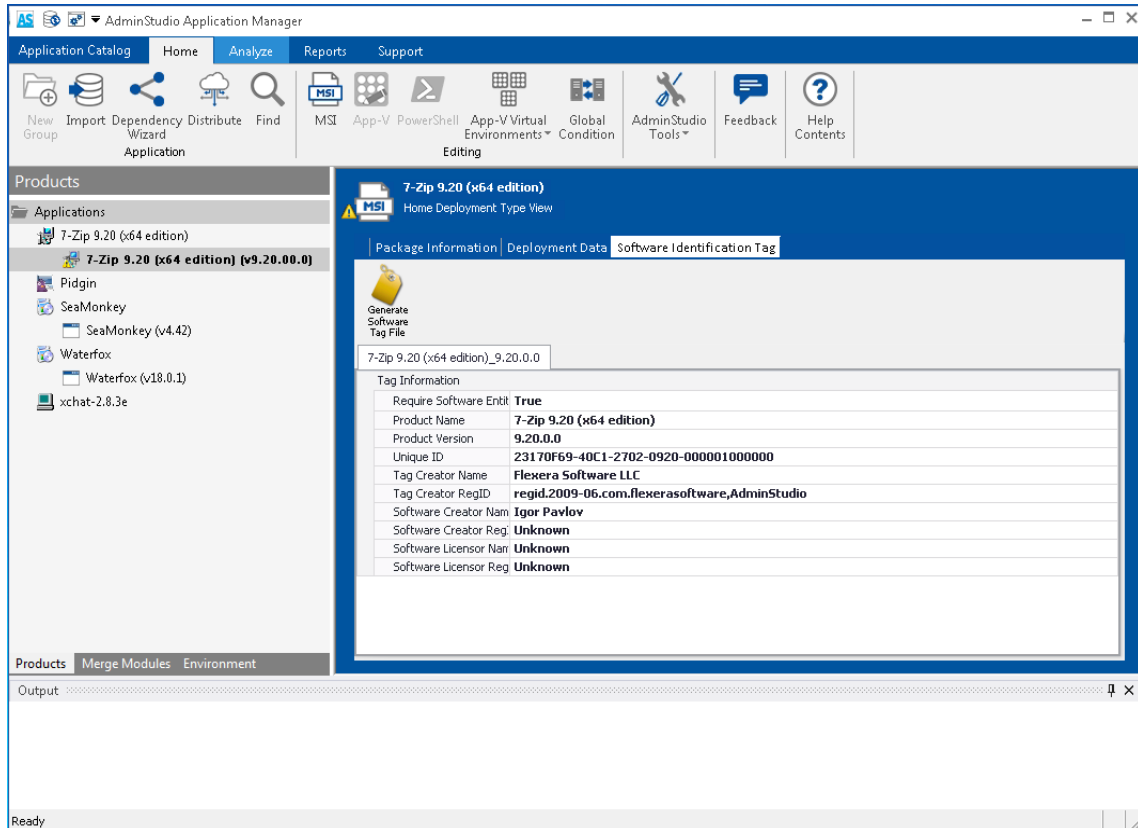 AS AdminStudio Application Manager
Application Catalog Home Analyze Reports Support
New Group
Import
Dependency Wizard
Distribute
Find
Application
MSI
MSI
App-V
PowerShell
App-V Virtual Environments
Global Condition
Editing
AdminStudio Tools
Feedback
Help Contents
Products
Applications
7-Zip 9.20 (x64 edition)
7-Zip 9.20 (x64 edition) (v9.20.00.0)
Pidgin
SeaMonkey
SeaMonkey (v4.42)
Waterfox
Waterfox (v18.0.1)
xchat-2.8.3e
Products Merge Modules Environment
MSI
7-Zip 9.20 (x64 edition)
Home Deployment Type View
Package Information Deployment Data Software Identification Tag
Generate
Software
Tag File
7-Zip 9.20 (x64 edition)_9.20.0.0
Tag Information
Require Software Entit True
Product Name 7-Zip 9.20 (x64 edition)
Product Version 9.20.0.0
Unique ID 23170F69-40C1-2702-0920-000001000000
Tag Creator Name Flexera Software LLC
Tag Creator RegID regid.2009-06.com.flexerasoftware,AdminStudio
Software Creator Nam Igor Pavlov
Software Creator Reg Unknown
Software Licensor Nam Unknown
Software Licensor Reg Unknown
Output
Ready